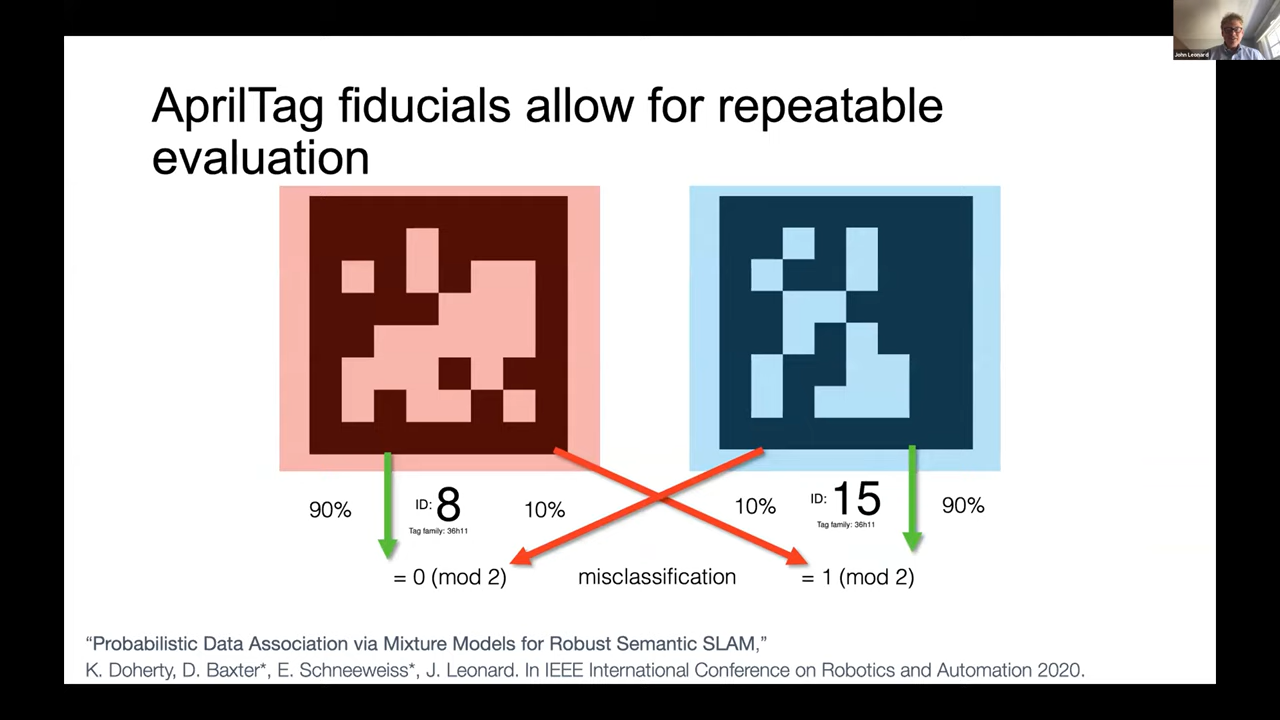 John Leonard
AprilTag fiducials allow for repeatable
evaluation
90%
ID: 8
Tag family: 36h11
10%
10%
ID: 15
Tag family: 36h11
90%
= 0 (mod 2)
misclassification
= 1 (mod 2)
“Probabilistic Data Association via Mixture Models for Robust Semantic SLAM,”
K. Doherty, D. Baxter*, E. Schneeweiss*, J. Leonard. In IEEE International Conference on Robotics and Automation 2020.